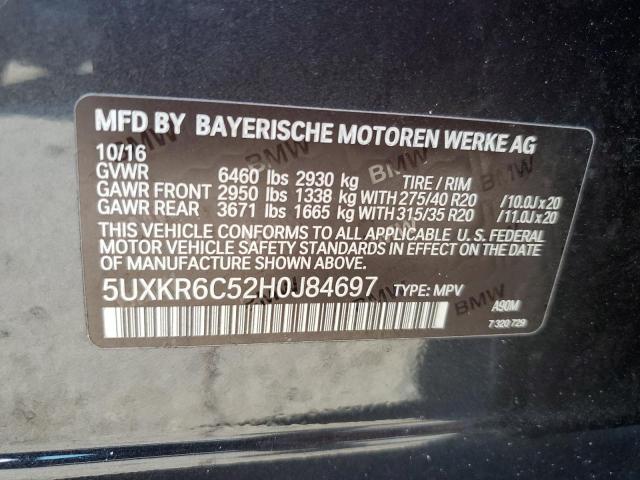 MFD BY BAYERISCHE MOTOREN WERKE AG
10/16
GVWR 6460 lbs 2930 kg TIRE / RIM
GAWR FRONT 2950 lbs 1338 kg WITH 275/40 R20 /10.0J x 20
GAWR REAR 3671 lbs 1665 kg WITH 315/35 R20 /11.0J x 20
THIS VEHICLE CONFORMS TO ALL APPLICABLE U. S. FEDERAL
MOTOR VEHICLE SAFETY STANDARDS IN EFFECT ON THE DATE
OF MANUFACTURE SHOWN ABOVE.
5UXKR6C52H0J84697 TYPE: MPV
A90M
7 320 729